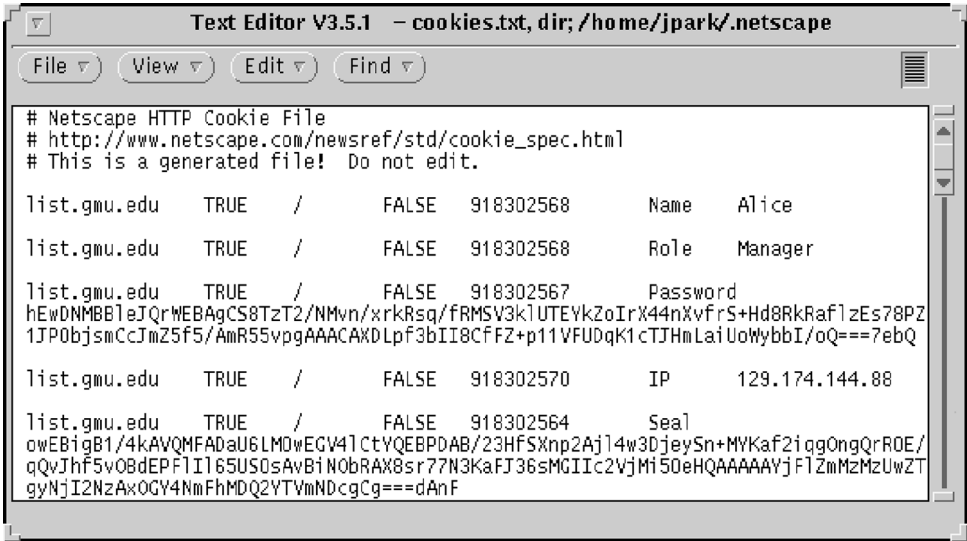 Text Editor V3.5.1 – cookies.txt, dir; /home/jpark/.netscape
File View Edit Find
# Netscape HTTP Cookie File
# http://www.netscape.com/newsref/std/cookie_spec.html
# This is a generated file! Do not edit.
list.gmu.edu TRUE / FALSE 918302568 Name Alice
list.gmu.edu TRUE / FALSE 918302568 Role Manager
list.gmu.edu TRUE / FALSE 918302567 Password
hEwDNMBBleJQrWEBAgCS8TzT2/NMvn/xrkRsq/fRMSV3klUTEYkZoIrX44nXvfrS+Hd8RkRaflzEs78PZ
1JP0bjsmCcJmZ5f5/AmR55vpgAAACAXDLpf3bII8CfFZ+p11VFUDqK1cTJHmLaiUoWybbI/oQ===7ebQ
list.gmu.edu TRUE / FALSE 918302570 IP 129.174.144.88
list.gmu.edu TRUE / FALSE 918302564 Seal
owEBigB1/4kAVQMFADaU6LMOwEGV4lCtYQEBPDAB/23HfSXnp2Ajl4w3DjeySn+MYKaf2iqgOngQrROE/
qQvJhf5vOBdEPFlIl65USOsAvBiNObRAX8sr77N3KaFJ36sMGIIc2VjMi5OeHQAAAAAYjFlZmMzMzUwZT
gyNjI2NzAxOGY4NmFhMDQ2YTVmNDcgCg===dAnF